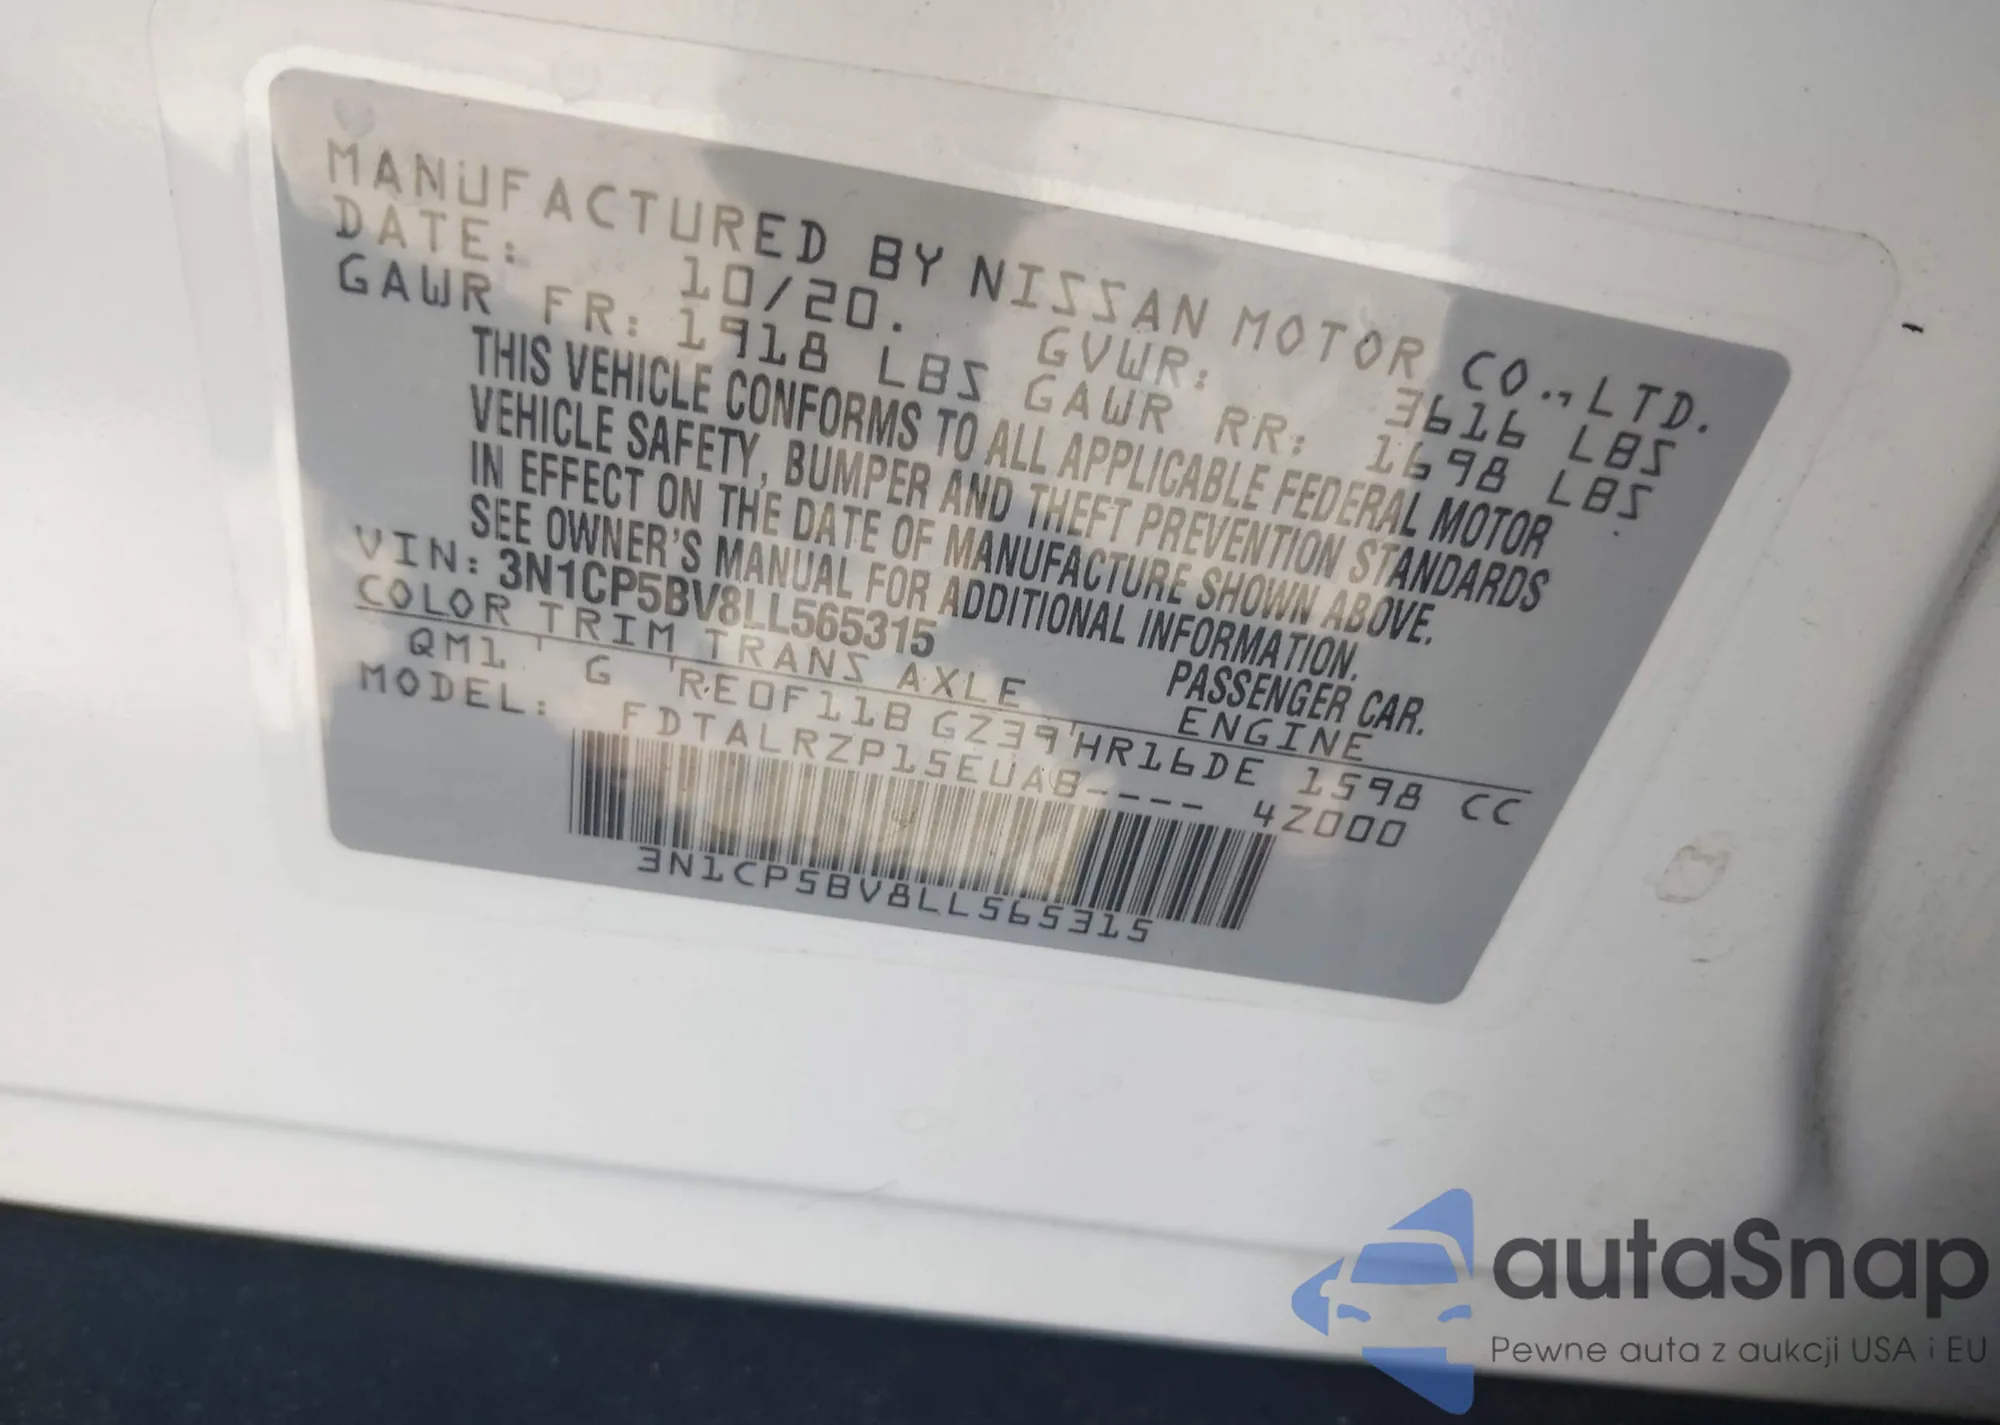 MANUFACTURED BY NISSAN MOTOR CO., LTD.
DATE: 10/20. GVWR: 3616 LBS
GAWR FR: 1918 LBS GAWR RR: 1698 LBS
THIS VEHICLE CONFORMS TO ALL APPLICABLE FEDERAL MOTOR
VEHICLE SAFETY, BUMPER AND THEFT PREVENTION STANDARDS
IN EFFECT ON THE DATE OF MANUFACTURE SHOWN ABOVE.
SEE OWNER'S MANUAL FOR ADDITIONAL INFORMATION.
VIN: 3N1CP5BV8LL565315 PASSENGER CAR.
COLOR TRIM TRANS AXLE ENGINE
QM1 G RE0F11B GZ39 HR16DE 1598 CC
MODEL: FDTALRZP15EUAB---- 4Z000
3N1CP5BV8LL565315
autaSnap
Pewne auta z aukcji USA i EU